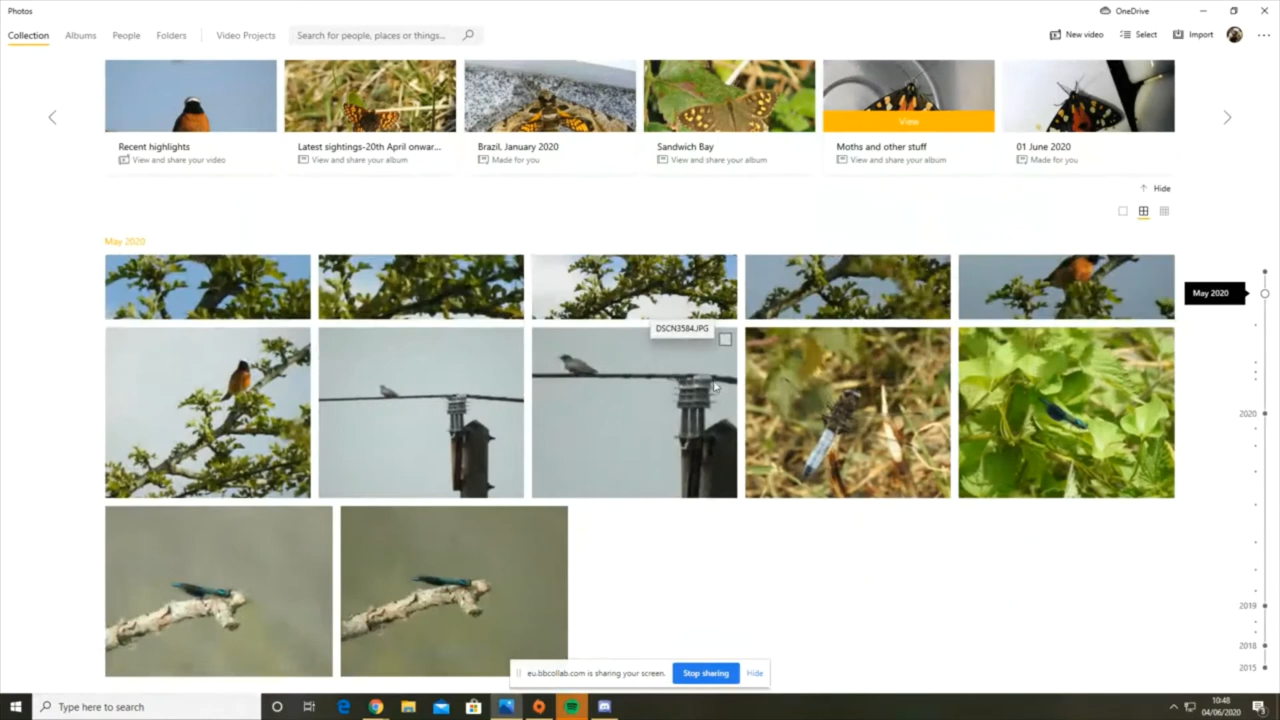 Photos
OneDrive
Collection Albums People Folders Video Projects Search for people, places or things... New video Select Import
View
Recent highlights Latest sightings-20th April onwar... Brazil, January 2020 Sandwich Bay Moths and other stuff 01 June 2020
View and share your video View and share your album Made for you View and share your album View and share your album Made for you
Hide
May 2020
May 2020
DSCN3584.JPG
2020
2019
2018
2015
eu.bbcollab.com is sharing your screen. Stop sharing Hide
Type here to search
10:48
04/06/2020
3